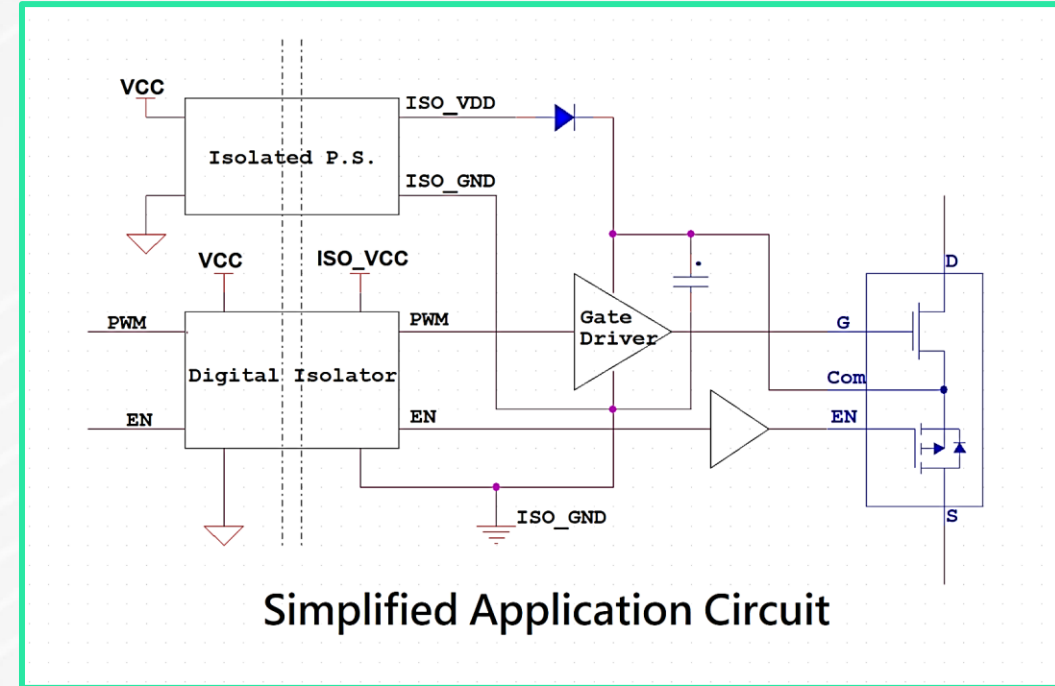 VCC
ISO_VDD
Isolated P.S.
ISO_GND
VCC
ISO_VCC
D
PWM
PWM
Gate
Driver
G
Digital Isolator
Com
EN
EN
EN
S
ISO_GND
Simplified Application Circuit